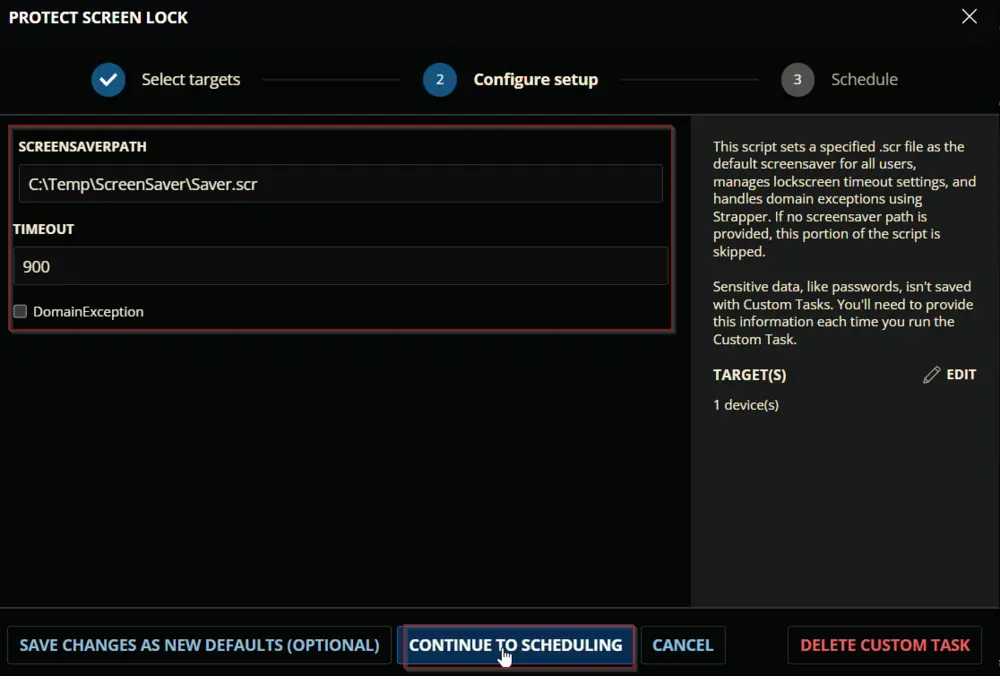 PROTECT SCREEN LOCK
Select targets
2
Configure setup
3
Schedule
SCREENSAVERPATH
C:\Temp\ScreenSaver\Saver.scr
TIMEOUT
900
DomainException
This script sets a specified .scr file as the
default screensaver for all users,
manages lockscreen timeout settings, and
handles domain exceptions using
Strapper. If no screensaver path is
provided, this portion of the script is
skipped.
Sensitive data, like passwords, isn't saved
with Custom Tasks. You'll need to provide
this information each time you run the
Custom Task.
TARGET(S)
EDIT
1 device(s)
SAVE CHANGES AS NEW DEFAULTS (OPTIONAL)
CONTINUE TO SCHEDULING
CANCEL
DELETE CUSTOM TASK